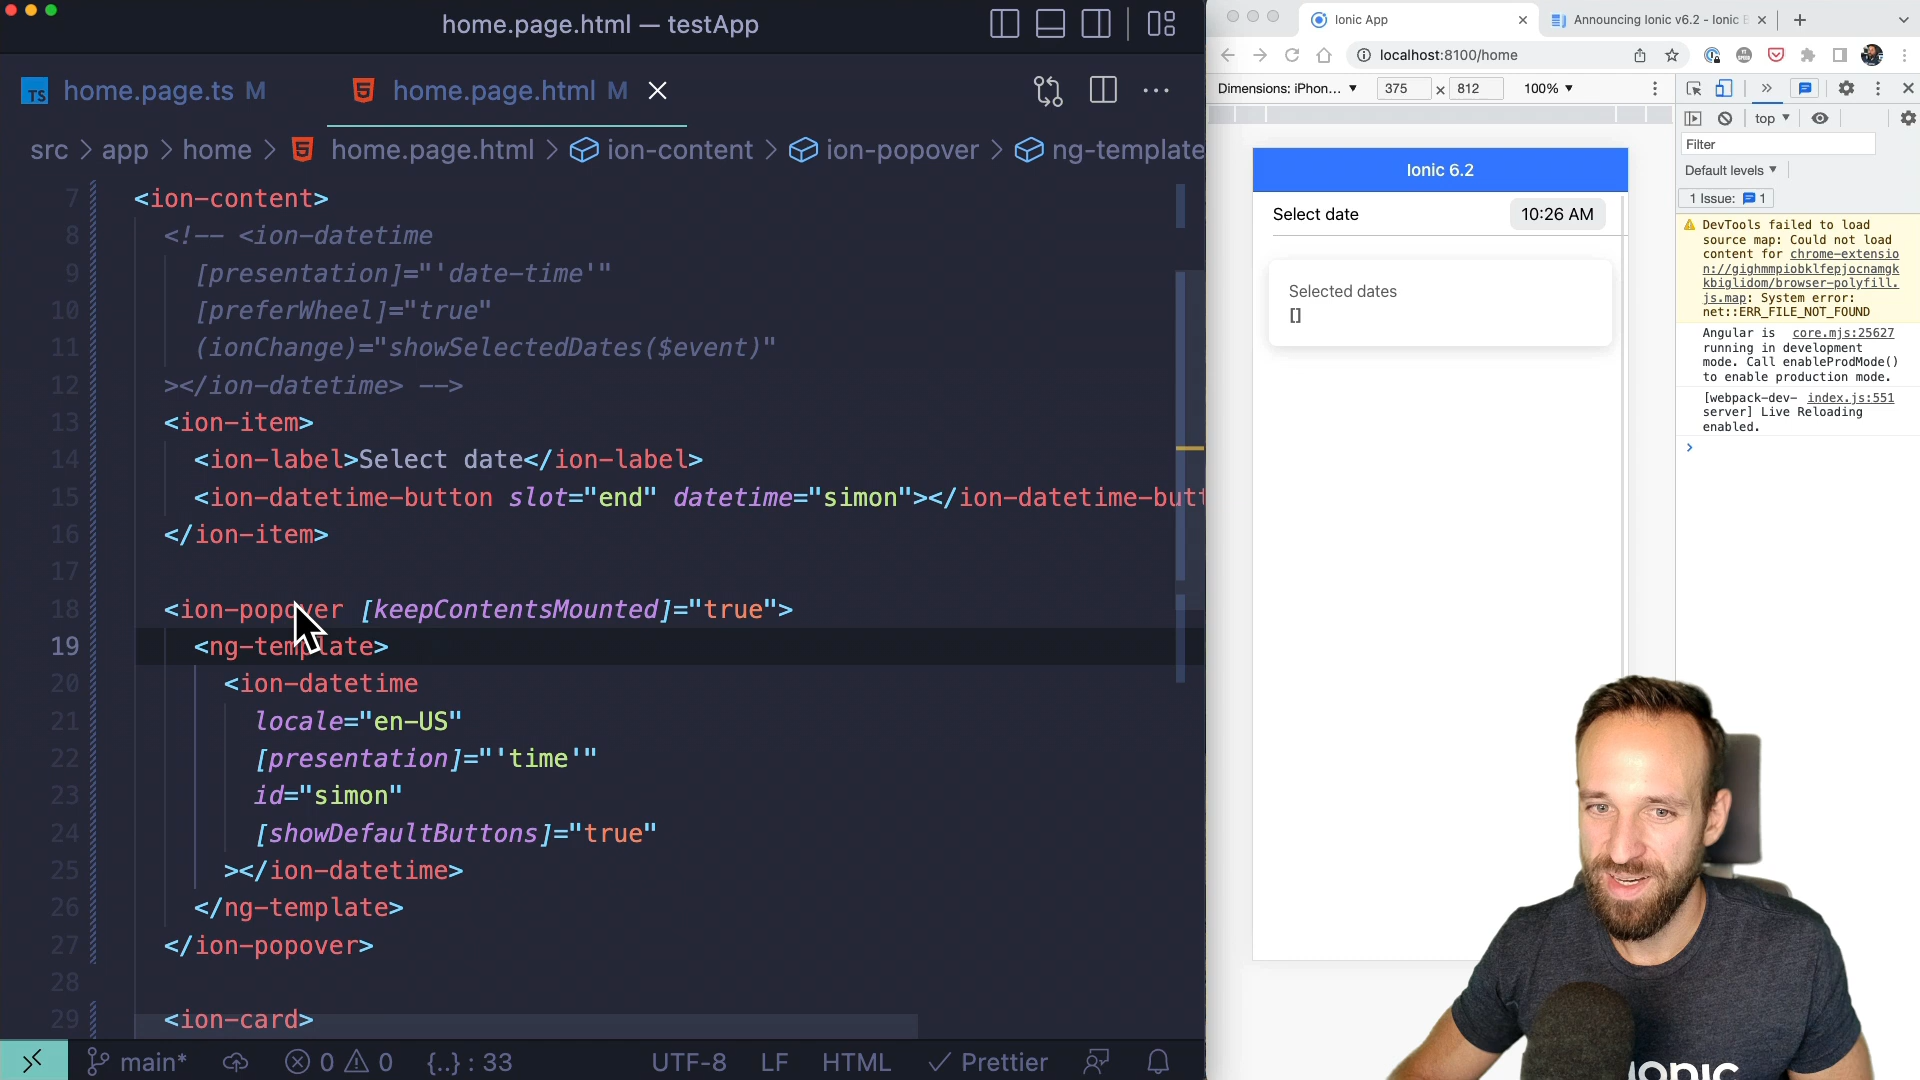 home.page.html — testApp
TS home.page.ts M
home.page.html M
src > app > home > home.page.html > ion-content > ion-popover > ng-template
7 <ion-content>
8 <!-- <ion-datetime
9 [presentation]="'date-time'"
10 [preferWheel]="true"
11 (ionChange)="showSelectedDates($event)"
12 ></ion-datetime> -->
13 <ion-item>
14 <ion-label>Select date</ion-label>
15 <ion-datetime-button slot="end" datetime="simon"></ion-datetime-butt
16 </ion-item>
17
18 <ion-popover [keepContentsMounted]="true">
19 <ng-template>
20 <ion-datetime
21 locale="en-US"
22 [presentation]="'time'"
23 id="simon"
24 [showDefaultButtons]="true"
25 ></ion-datetime>
26 </ng-template>
27 </ion-popover>
28
29 <ion-card>
main* 0 0 {..} : 33 UTF-8 LF HTML Prettier
Ionic App
Announcing Ionic v6.2 - Ionic
localhost:8100/home
Dimensions: iPhon... 375 × 812 100%
top
Filter
Default levels
1 Issue: 1
Ionic 6.2
Select date 10:26 AM
Selected dates
[]
DevTools failed to load
source map: Could not load
content for chrome-extensio
n://gighmmpiobklfepjocnamgk
kbiglidom/browser-polyfill.
js.map: System error:
net::ERR_FILE_NOT_FOUND
Angular is core.mjs:25627
running in development
mode. Call enableProdMode()
to enable production mode.
[webpack-dev- index.js:551
server] Live Reloading
enabled.
ionic